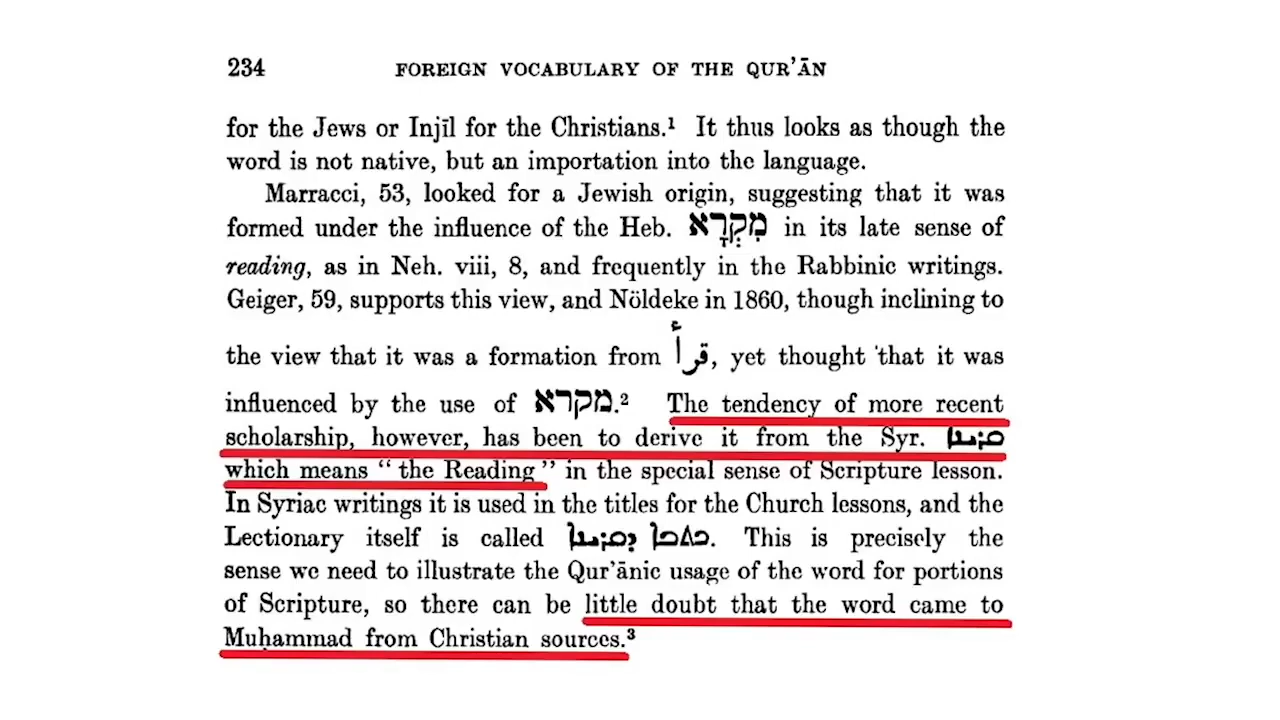 234 FOREIGN VOCABULARY OF THE QUR’ĀN
for the Jews or Injīl for the Christians.¹ It thus looks as though the
word is not native, but an importation into the language.
Marracci, 53, looked for a Jewish origin, suggesting that it was
formed under the influence of the Heb. מִקְרָא in its late sense of
reading, as in Neh. viii, 8, and frequently in the Rabbinic writings.
Geiger, 59, supports this view, and Nöldeke in 1860, though inclining to
the view that it was a formation from قرأ, yet thought that it was
influenced by the use of מקרא.² The tendency of more recent
scholarship, however, has been to derive it from the Syr. ܩܪܝܢܐ
which means “ the Reading ” in the special sense of Scripture lesson.
In Syriac writings it is used in the titles for the Church lessons, and the
Lectionary itself is called ܟܬܒܐ ܕܩܪܝܢܐ. This is precisely the
sense we need to illustrate the Qur’ānic usage of the word for portions
of Scripture, so there can be little doubt that the word came to
Muḥammad from Christian sources.³